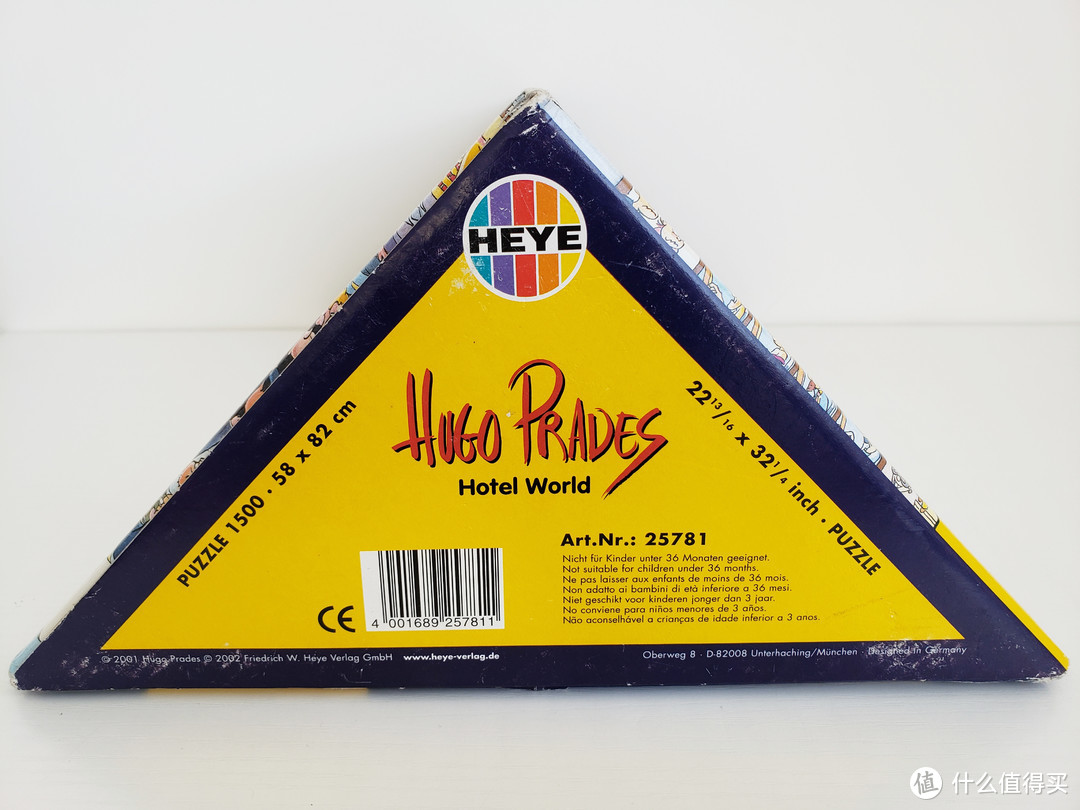 HEYE
HUGO PRADES
Hotel World
PUZZLE 1500 · 58 x 82 cm
22 13/16 x 32 1/4 inch · PUZZLE
Art.Nr.: 25781
Nicht für Kinder unter 36 Monaten geeignet.
Not suitable for children under 36 months.
Ne pas laisser aux enfants de moins de 36 mois.
Non adatto ai bambini di età inferiore a 36 mesi.
Niet geschikt voor kinderen jonger dan 3 jaar.
No conviene para niños menores de 3 años.
Não aconselhável a crianças de idade inferior a 3 anos.
CE
4 001689 257811
© 2001 Hugo Prades © 2002 Friedrich W. Heye Verlag GmbH www.heye-verlag.de
Oberweg 8 · D-82008 Unterhaching/München · Designed in Germany
值 什么值得买